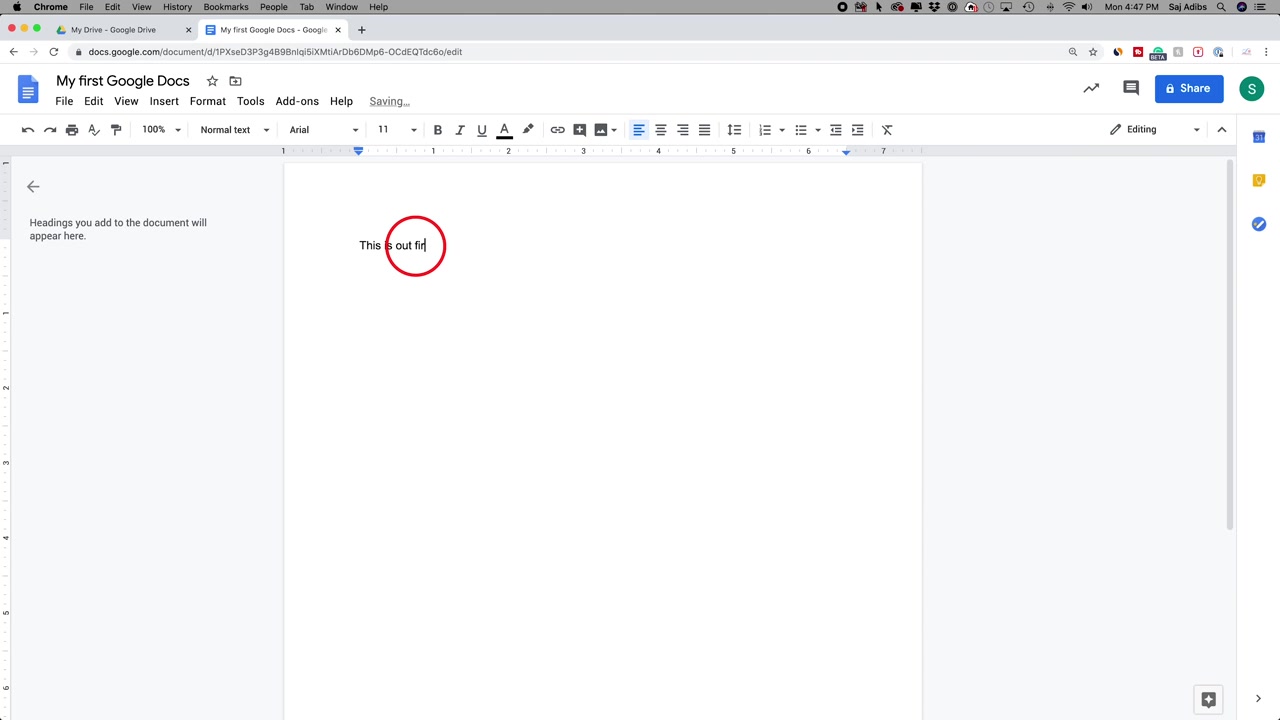 Chrome File Edit View History Bookmarks People Tab Window Help Mon 4:47 PM Saj Adibs
My Drive - Google Drive My first Google Docs - Google
docs.google.com/document/d/1PXseD3P3g4B9BnIqi5iXMtiArDb6DMp6-OCdEQTdc6o/edit
BETA
My first Google Docs
File Edit View Insert Format Tools Add-ons Help Saving...
Share
S
100% Normal text Arial 11 B I U A Editing
1 1 2 3 4 5 6 7
31
Headings you add to the document will
appear here.
This is out fir
1
1
2
3
4
5
6